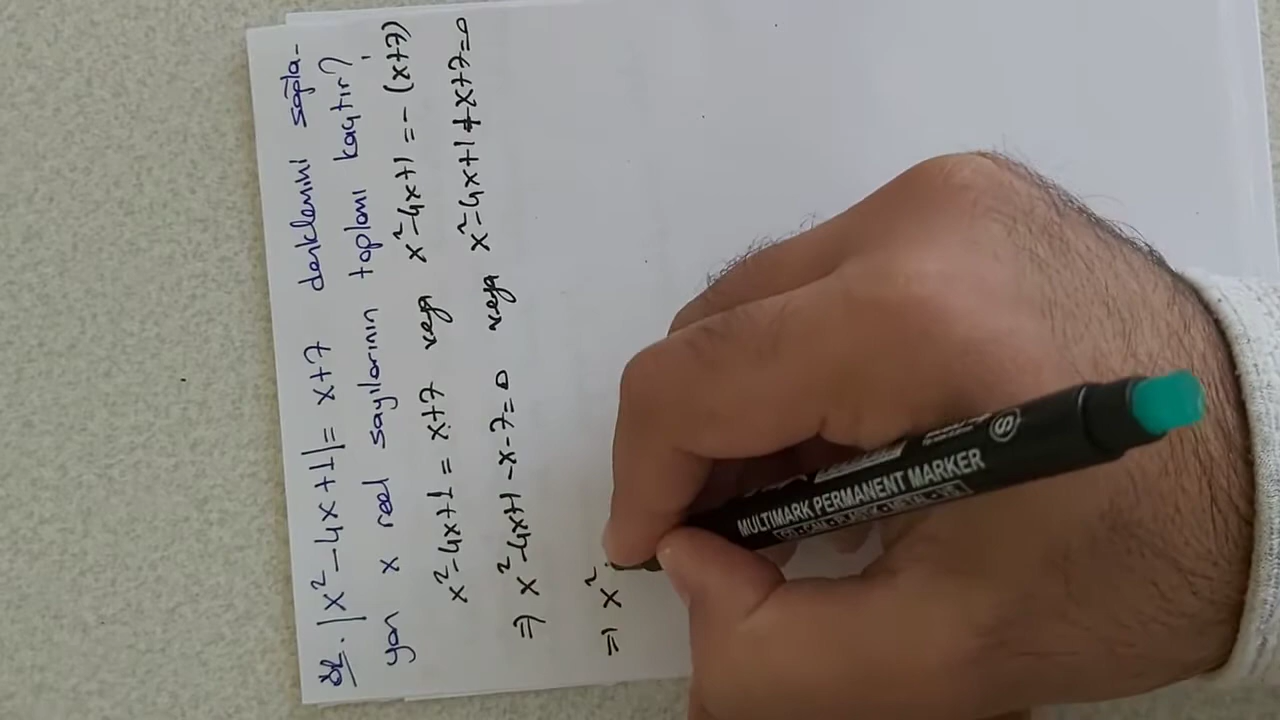 ÖR. |x²-4x+1|= x+7 denklemini sağla-
yan x reel sayılarının toplamı kaçtır?
x²-4x+1 = x+7 veya x²-4x+1 = -(x+7)
⇒ x²-4x+1-x-7=0 veya x²-4x+1+x+7=0
⇒ x²
MULTIMARK PERMANENT MARKER
S